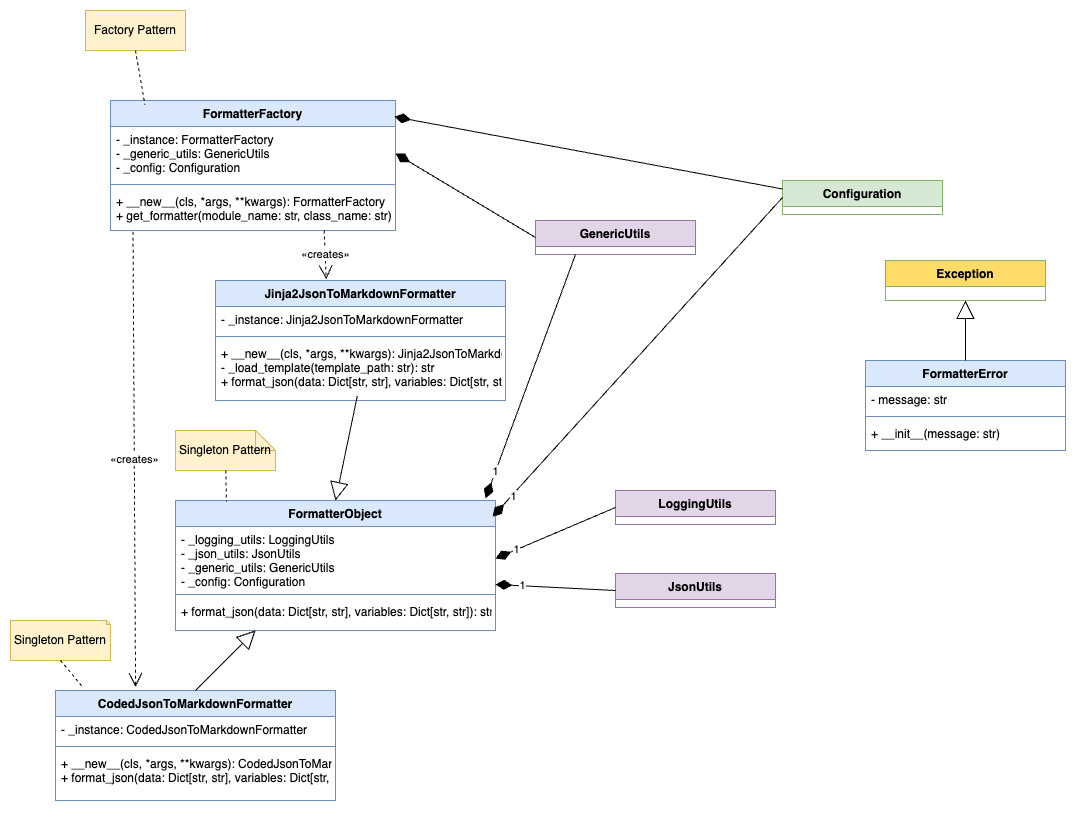 Factory Pattern
FormatterFactory
- _instance: FormatterFactory
- _generic_utils: GenericUtils
- _config: Configuration
+ __new__(cls, *args, **kwargs): FormatterFactory
+ get_formatter(module_name: str, class_name: str)
Configuration
GenericUtils
«creates»
Exception
Jinja2JsonToMarkdownFormatter
- _instance: Jinja2JsonToMarkdownFormatter
+ __new__(cls, *args, **kwargs): Jinja2JsonToMarkd
- _load_template(template_path: str): str
+ format_json(data: Dict[str, str], variables: Dict[str, st
FormatterError
- message: str
+ __init__(message: str)
Singleton Pattern
«creates»
1
1
FormatterObject
- _logging_utils: LoggingUtils
- _json_utils: JsonUtils
- _generic_utils: GenericUtils
- _config: Configuration
+ format_json(data: Dict[str, str], variables: Dict[str, str]): str
LoggingUtils
1
JsonUtils
1
Singleton Pattern
CodedJsonToMarkdownFormatter
- _instance: CodedJsonToMarkdownFormatter
+ __new__(cls, *args, **kwargs): CodedJsonToMar
+ format_json(data: Dict[str, str], variables: Dict[str,